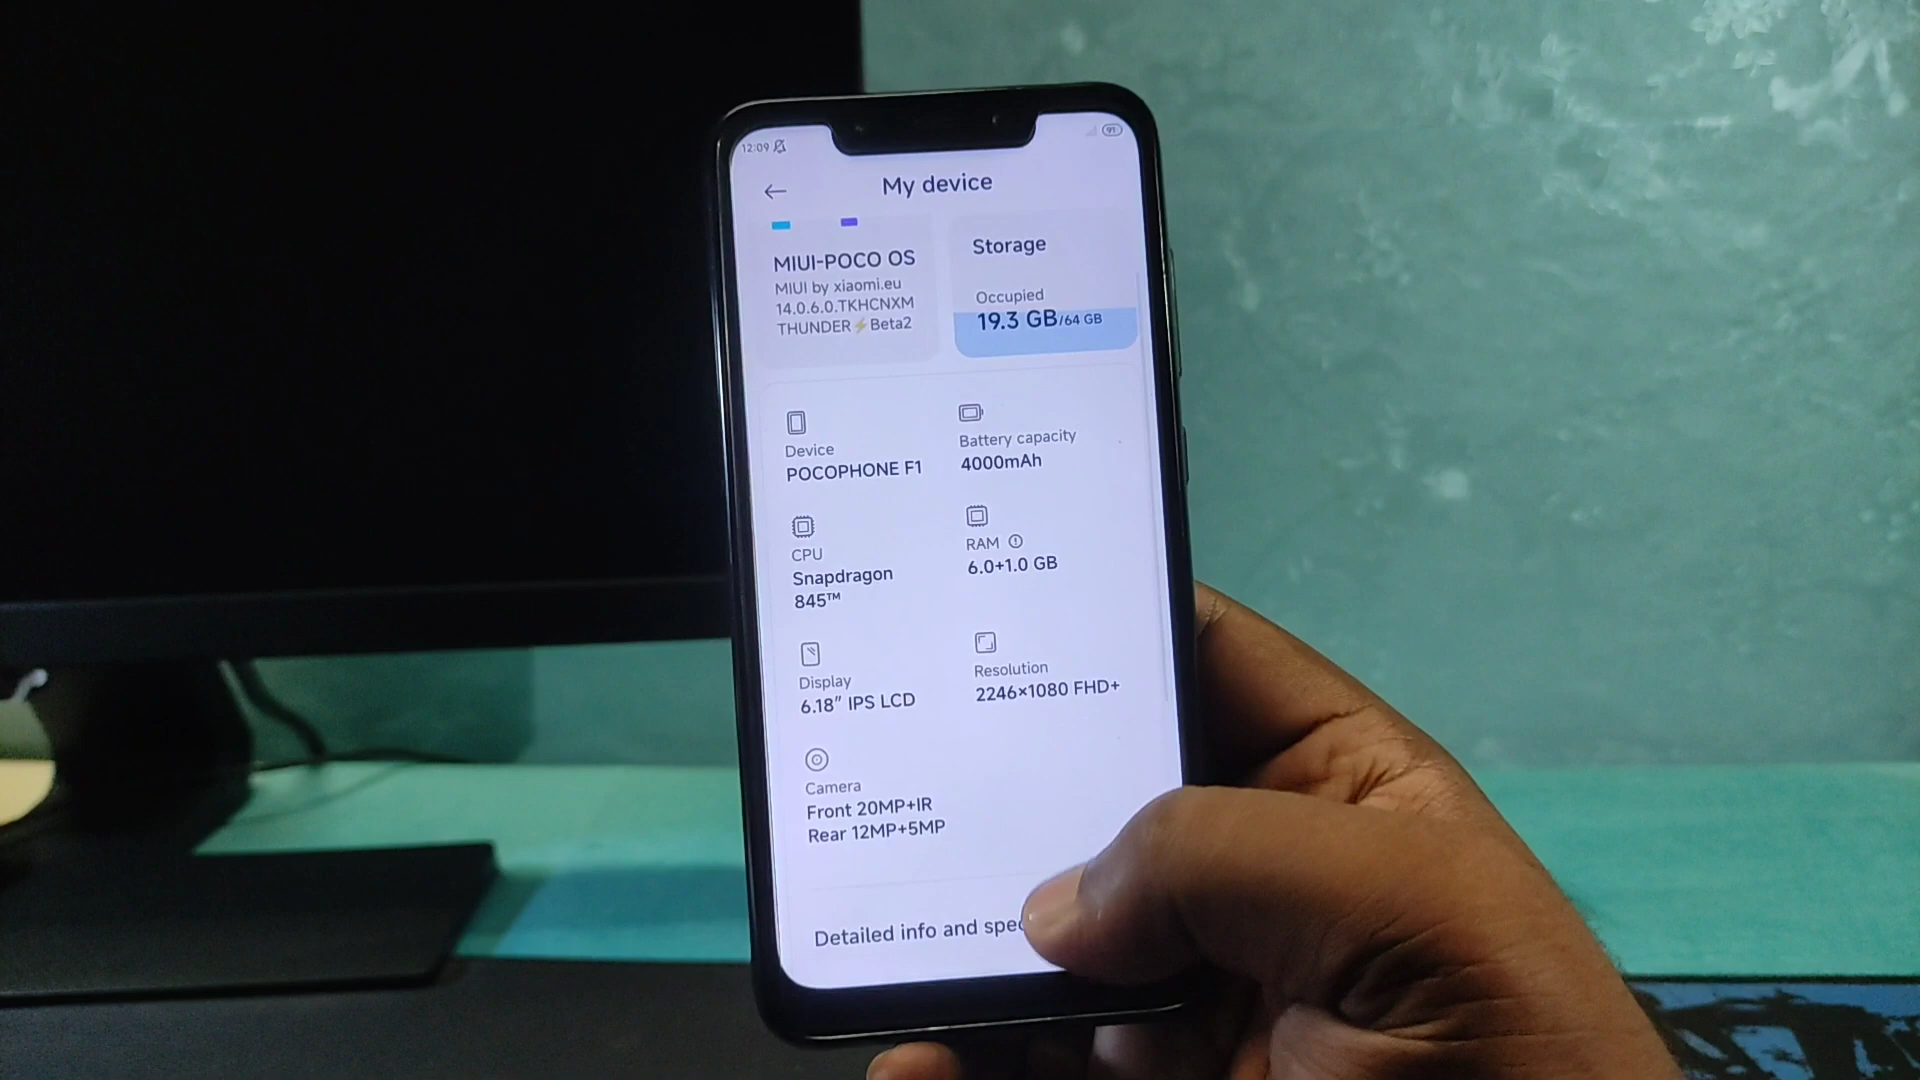 12:09
91
My device
MIUI-POCO OS
MIUI by xiaomi.eu
14.0.6.0.TKHCNXM
THUNDER⚡Beta2
Storage
Occupied
19.3 GB/64 GB
Device
POCOPHONE F1
Battery capacity
4000mAh
CPU
Snapdragon
845™
RAM
6.0+1.0 GB
Display
6.18″ IPS LCD
Resolution
2246×1080 FHD+
Camera
Front 20MP+IR
Rear 12MP+5MP
Detailed info and spec